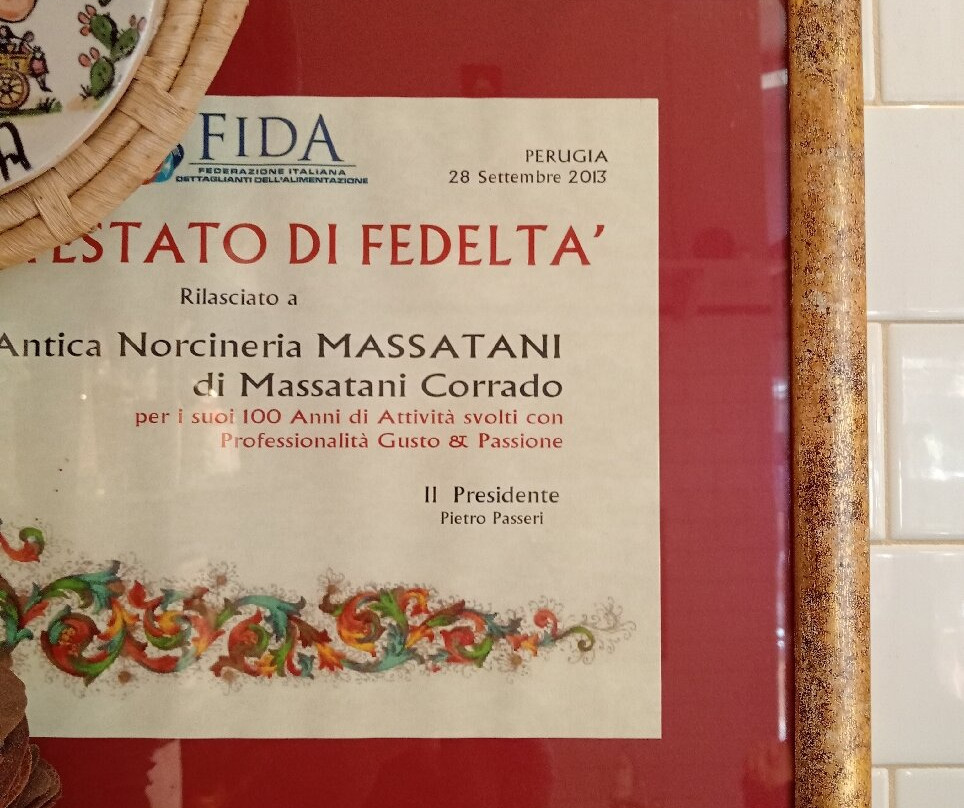 FIDA
FEDERAZIONE ITALIANA
DETTAGLIANTI DELL'ALIMENTAZIONE
PERUGIA
28 Settembre 2013
TESTATO DI FEDELTA'
Rilasciato a
Antica Norcineria MASSATANI
di Massatani Corrado
per i suoi 100 Anni di Attività svolti con
Professionalità Gusto & Passione
Il Presidente
Pietro Passeri